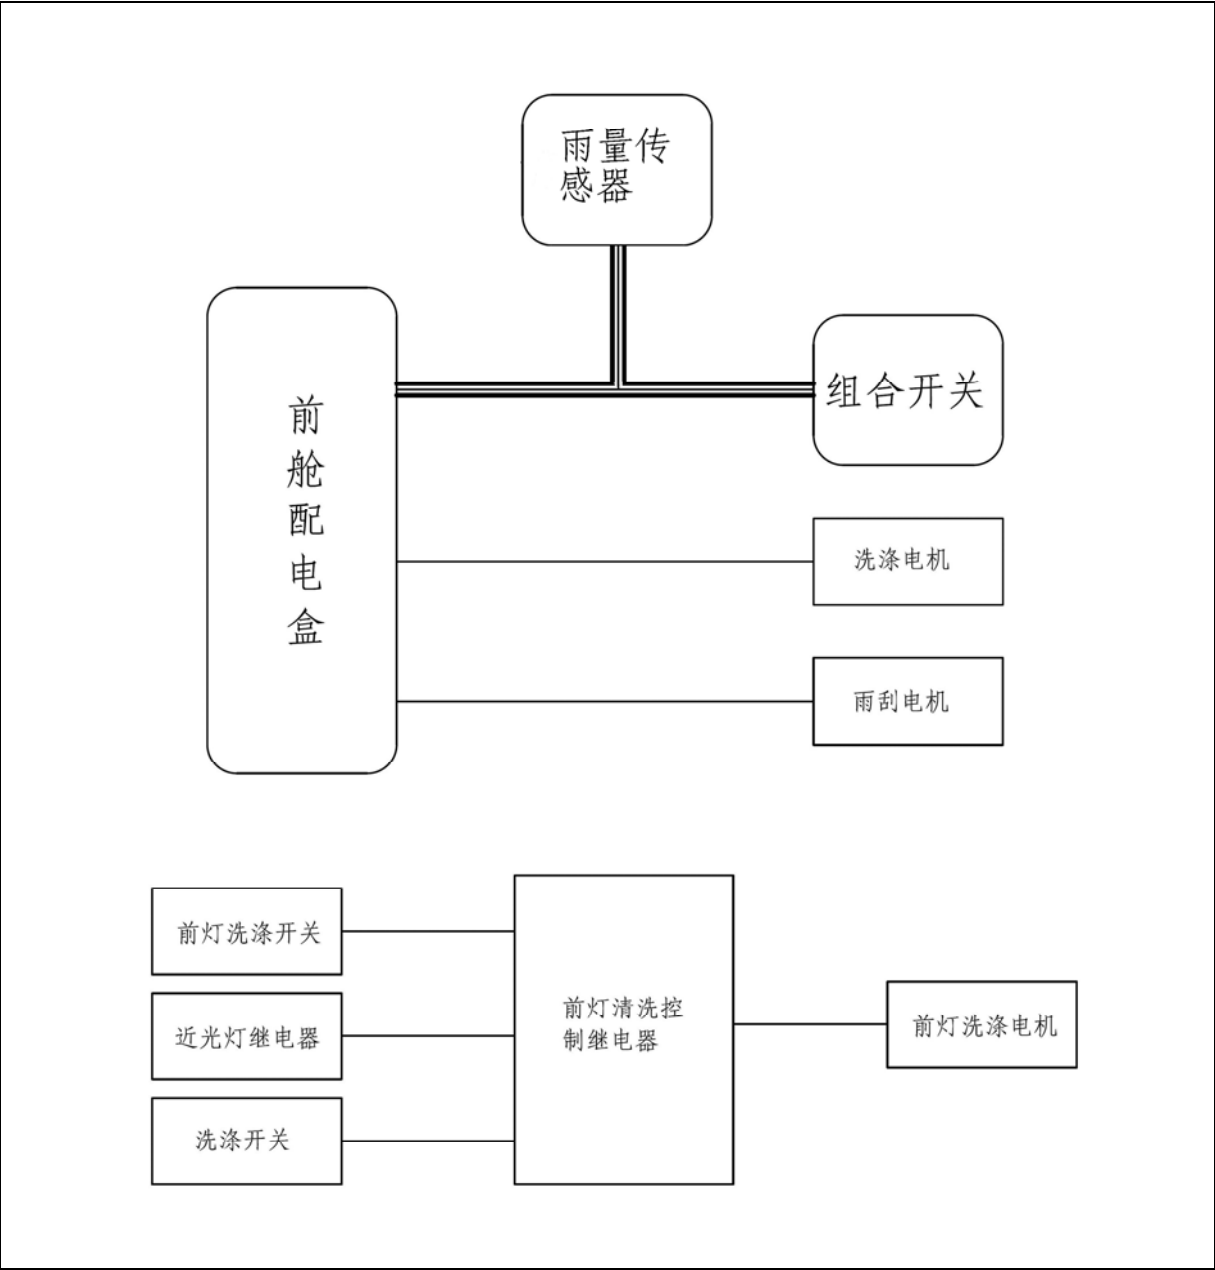 雨量传
感器
组合开关
前
舱
配
电
盒
洗涤电机
雨刮电机
前灯洗涤开关
近光灯继电器
洗涤开关
前灯清洗控
制继电器
前灯洗涤电机